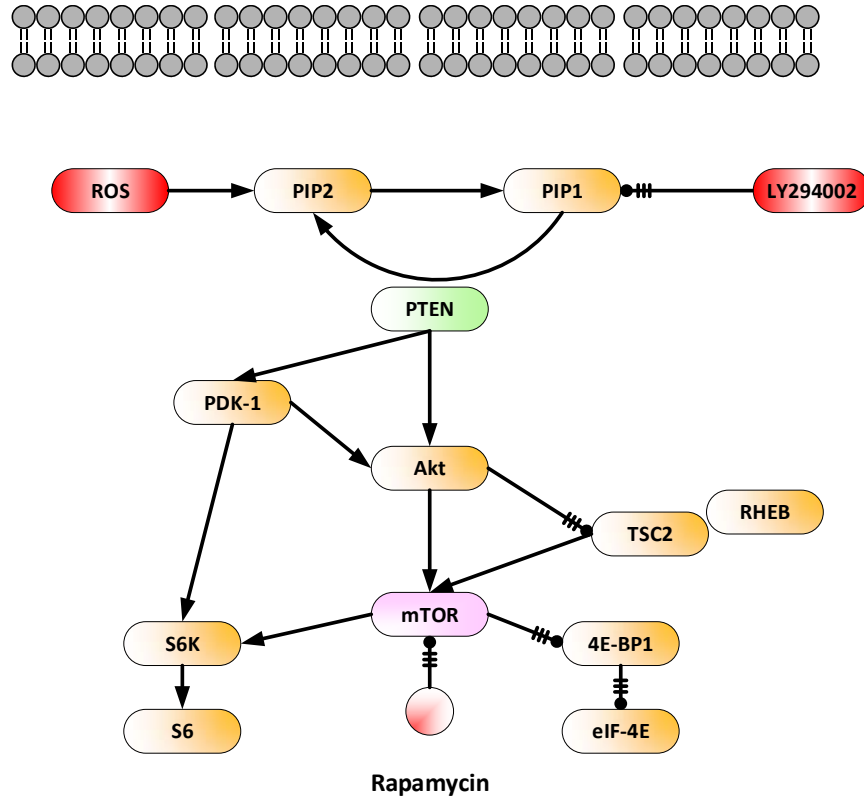 ROS
PIP2
PIP1
LY294002
PTEN
PDK-1
Akt
RHEB
TSC2
mTOR
S6K
4E-BP1
S6
eIF-4E
Rapamycin